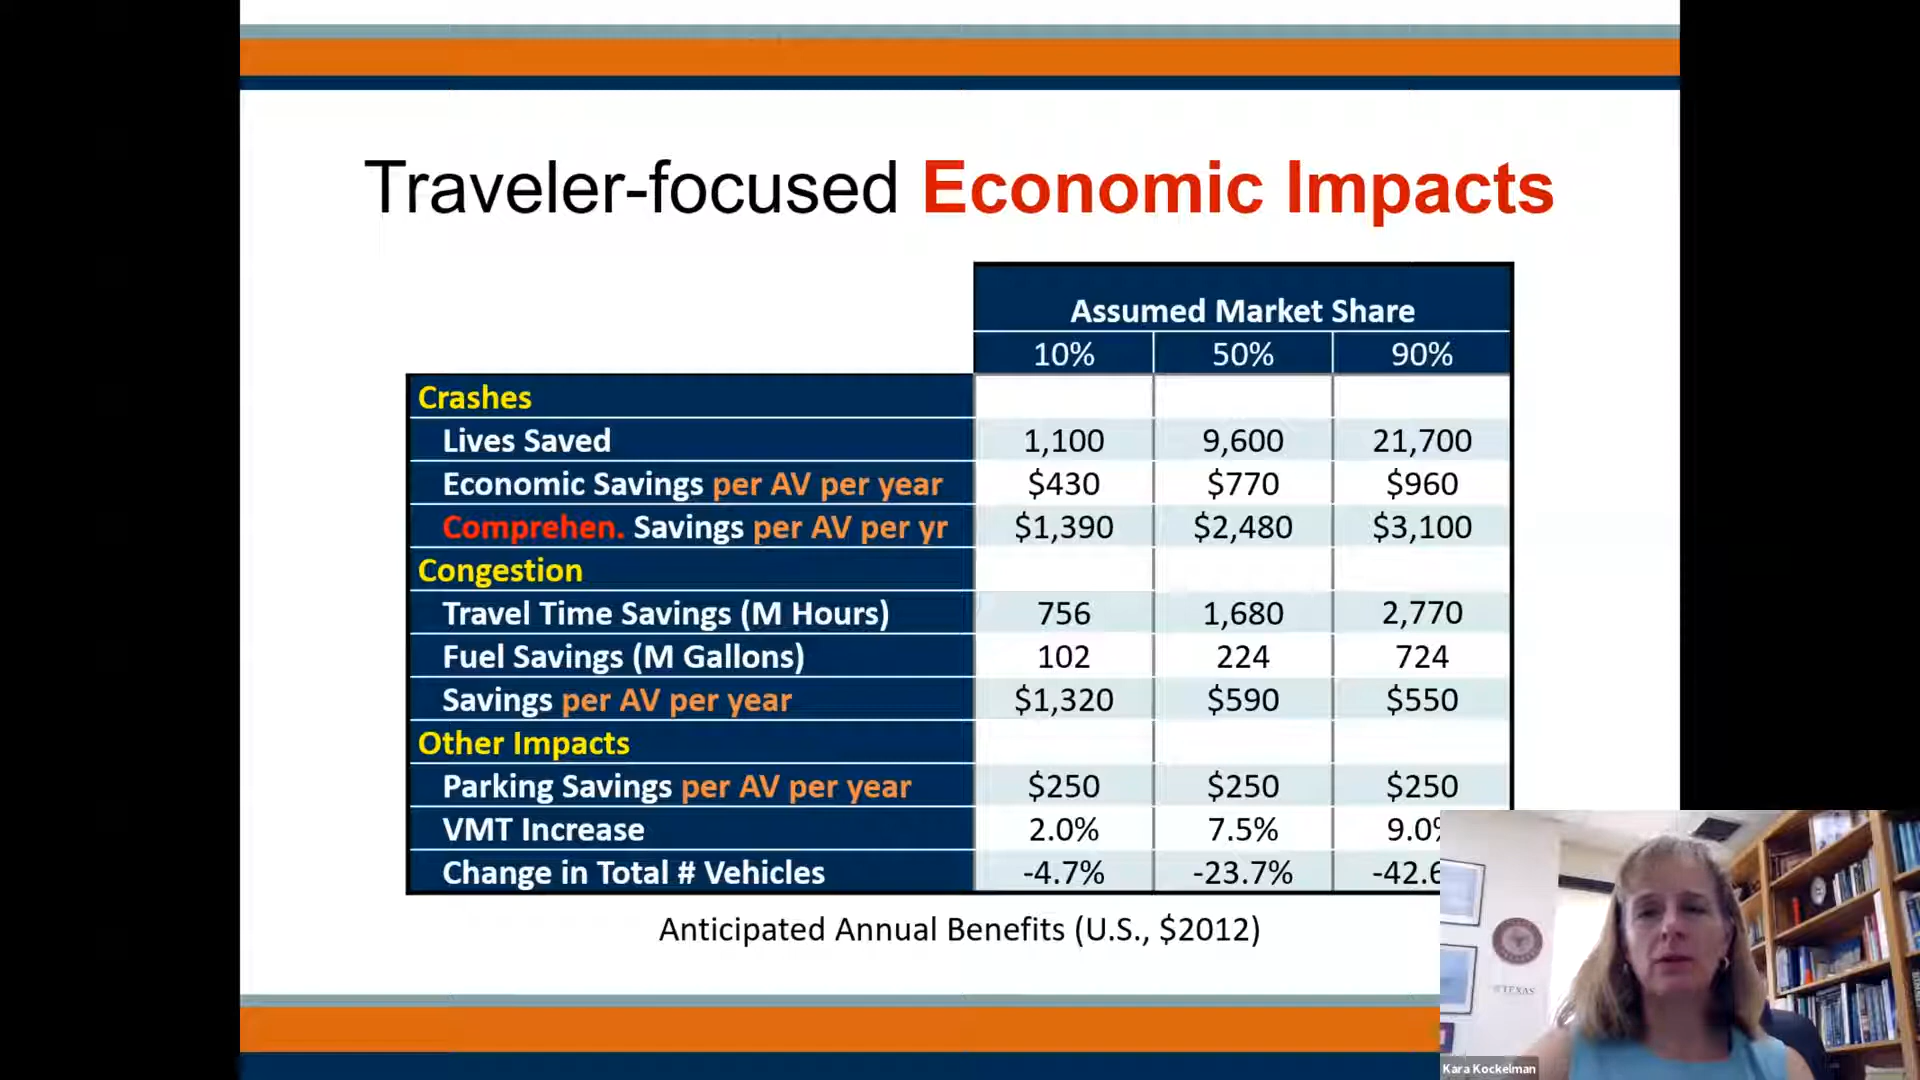 Traveler-focused Economic Impacts
Assumed Market Share
10% 50% 90%
Crashes
Lives Saved 1,100 9,600 21,700
Economic Savings per AV per year $430 $770 $960
Comprehen. Savings per AV per yr $1,390 $2,480 $3,100
Congestion
Travel Time Savings (M Hours) 756 1,680 2,770
Fuel Savings (M Gallons) 102 224 724
Savings per AV per year $1,320 $590 $550
Other Impacts
Parking Savings per AV per year $250 $250 $250
VMT Increase 2.0% 7.5% 9.0%
Change in Total # Vehicles -4.7% -23.7% -42.6
Anticipated Annual Benefits (U.S., $2012)
TEXAS
Kara Kockelman